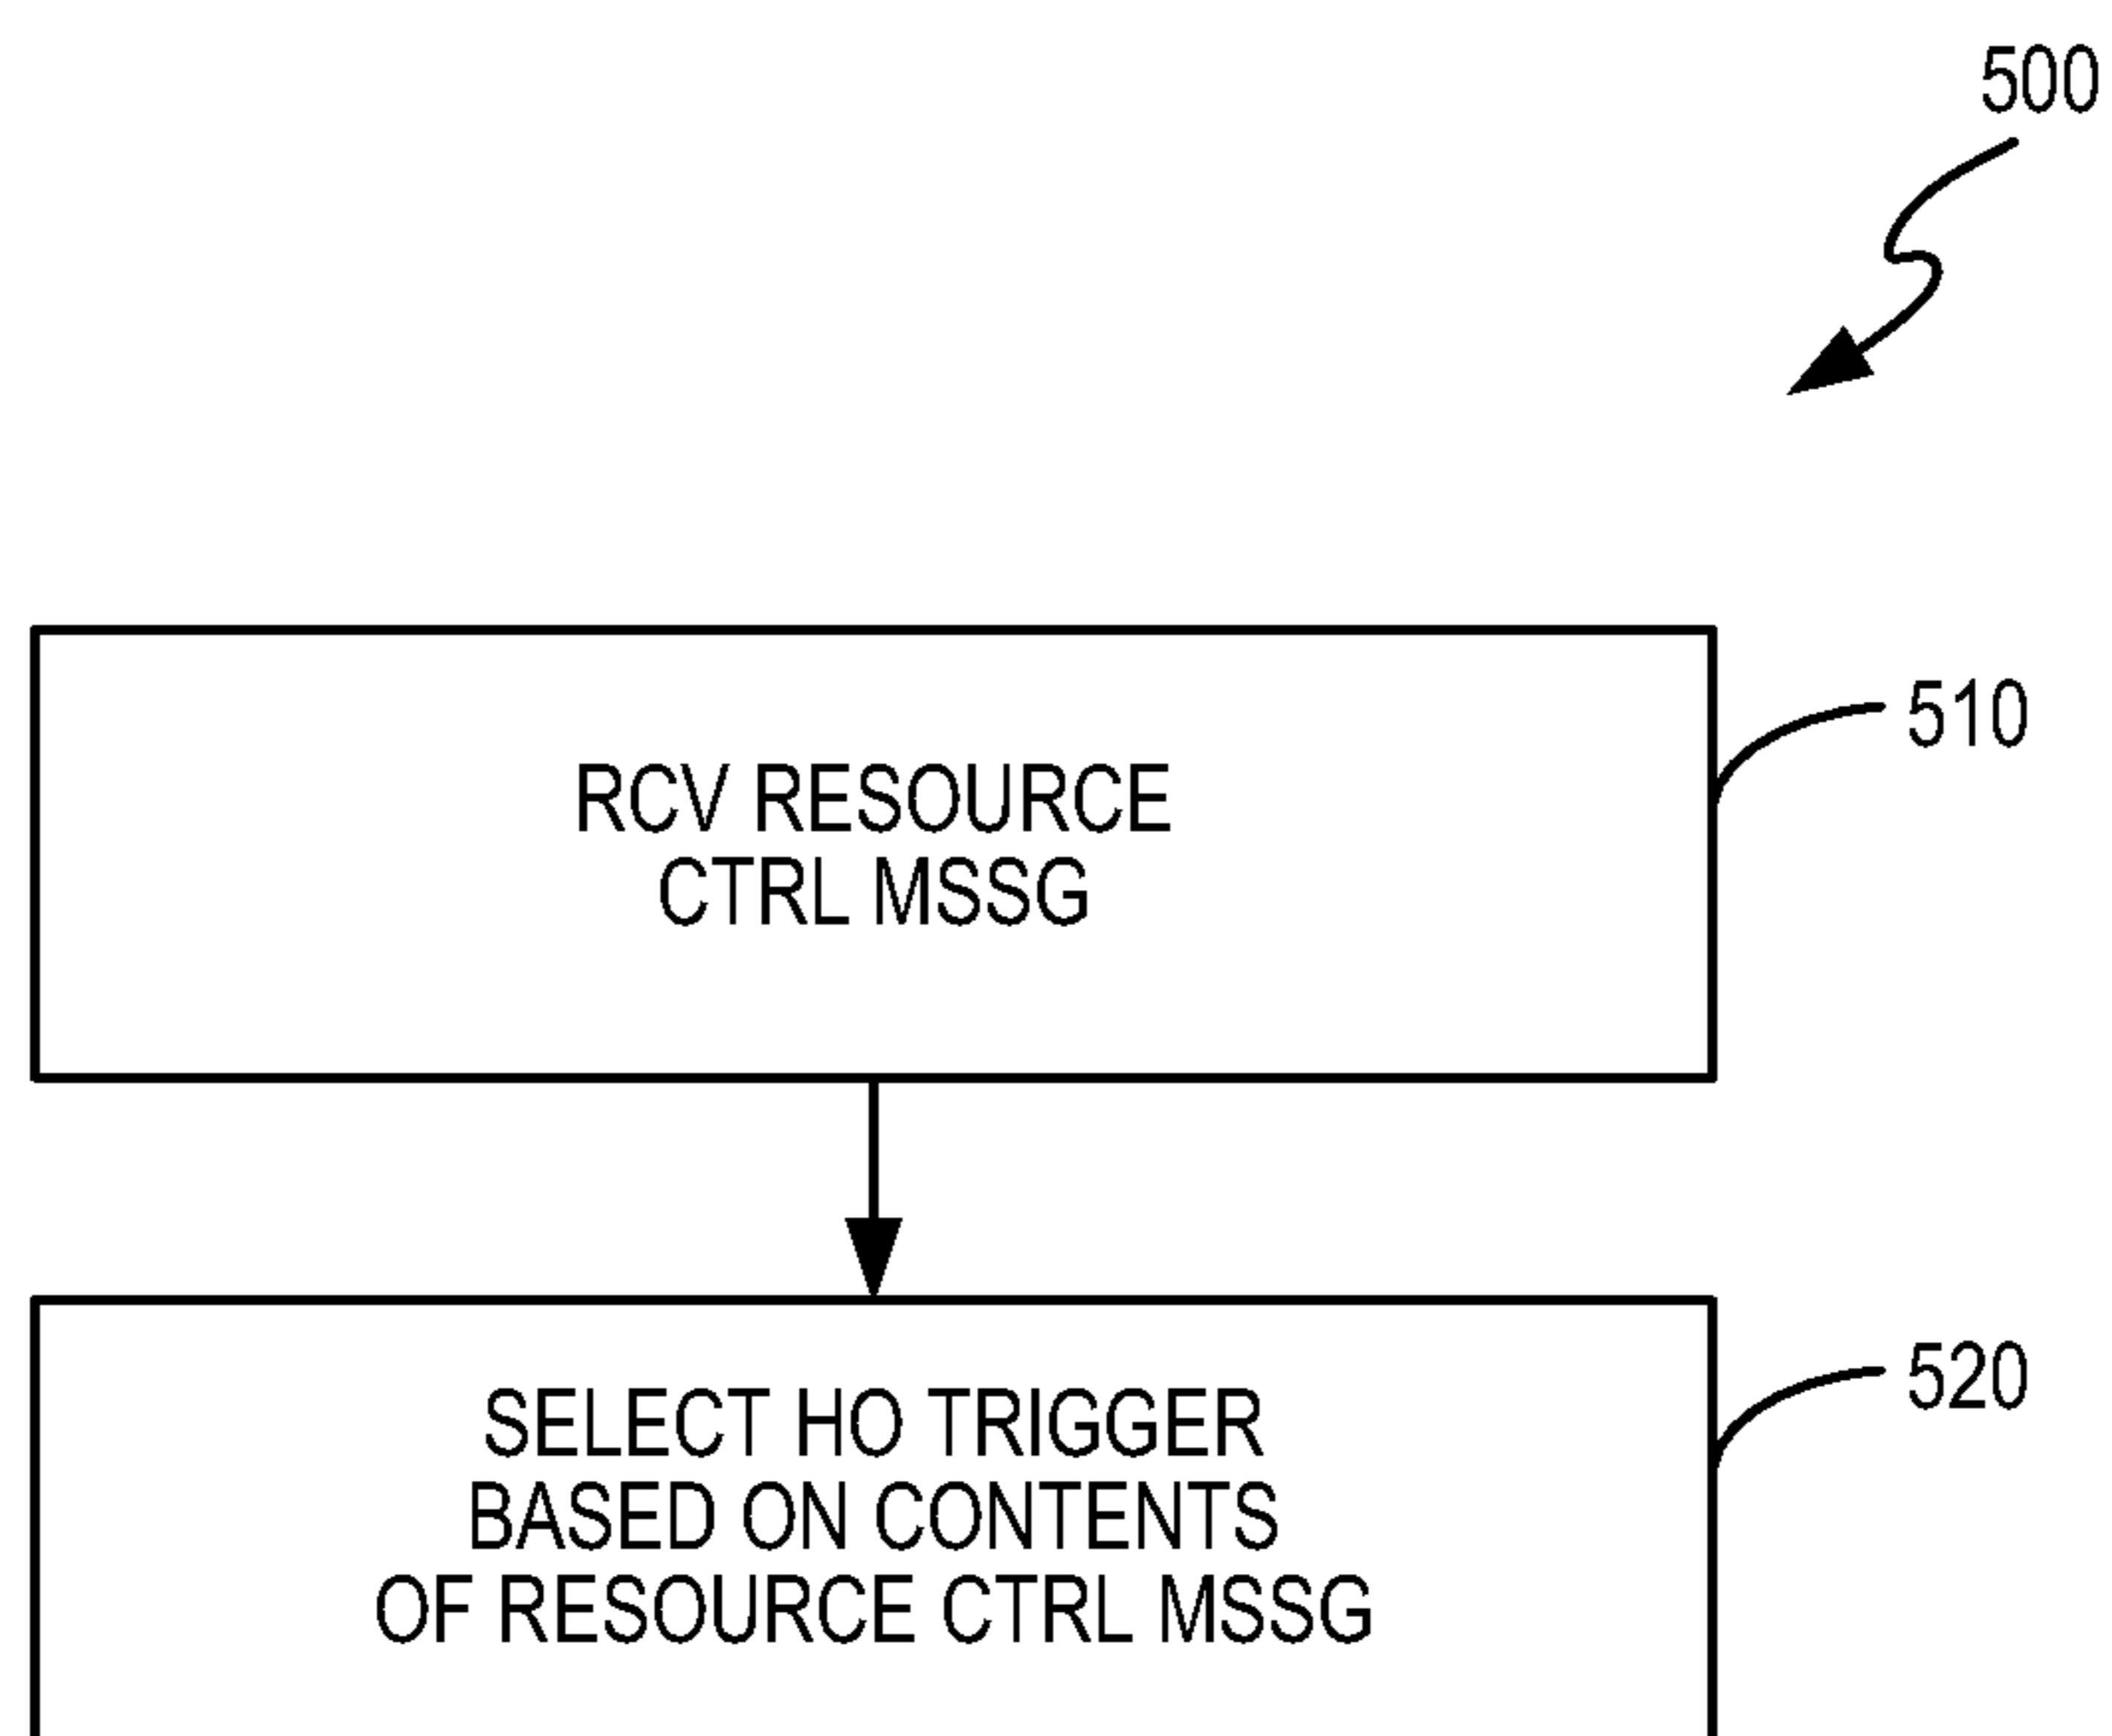 500
RCV RESOURCE
CTRL MSSG
510
SELECT HO TRIGGER
BASED ON CONTENTS
OF RESOURCE CTRL MSSG
520